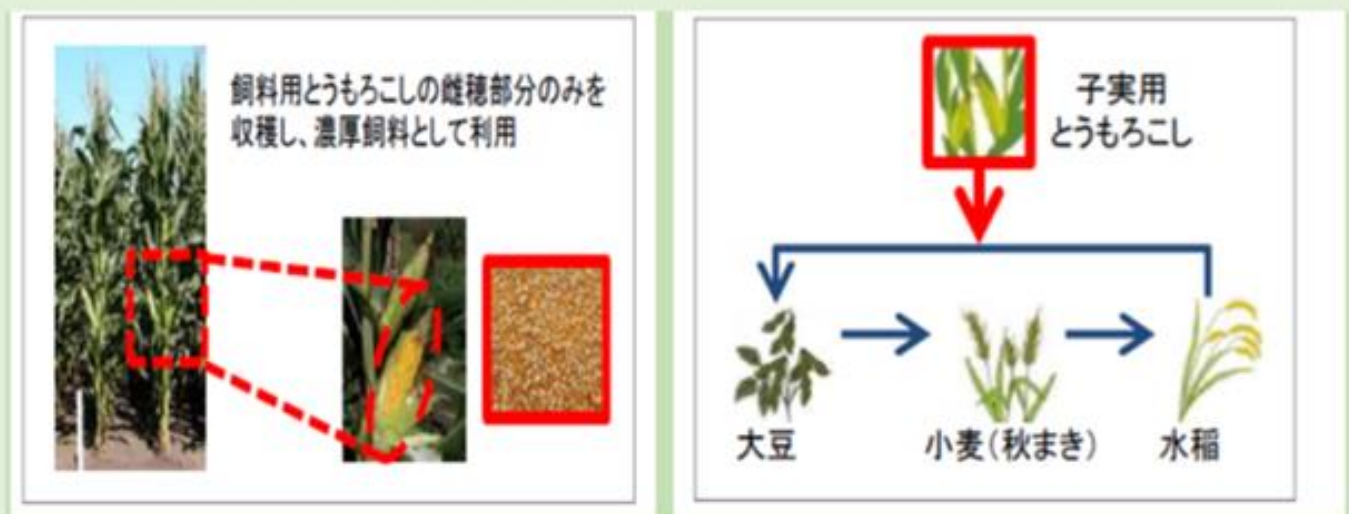 飼料用とうもろこしの雌穂部分のみを
収穫し、濃厚飼料として利用
子実用
とうもろこし
大豆
小麦(秋まき)
水稲